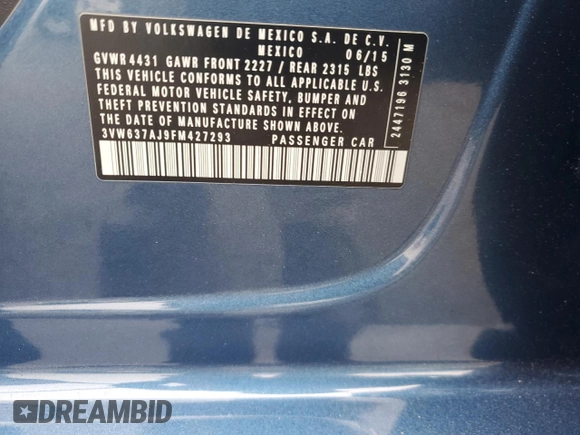 MFD BY VOLKSWAGEN DE MEXICO S.A. DE C.V.
MEXICO 06/15
GVWR 4431 GAWR FRONT 2227 / REAR 2315 LBS
THIS VEHICLE CONFORMS TO ALL APPLICABLE U.S.
FEDERAL MOTOR VEHICLE SAFETY, BUMPER AND
THEFT PREVENTION STANDARDS IN EFFECT ON
THE DATE OF MANUFACTURE SHOWN ABOVE.
3VW637AJ9FM427293 PASSENGER CAR
2447196 3130 M
DREAMBID